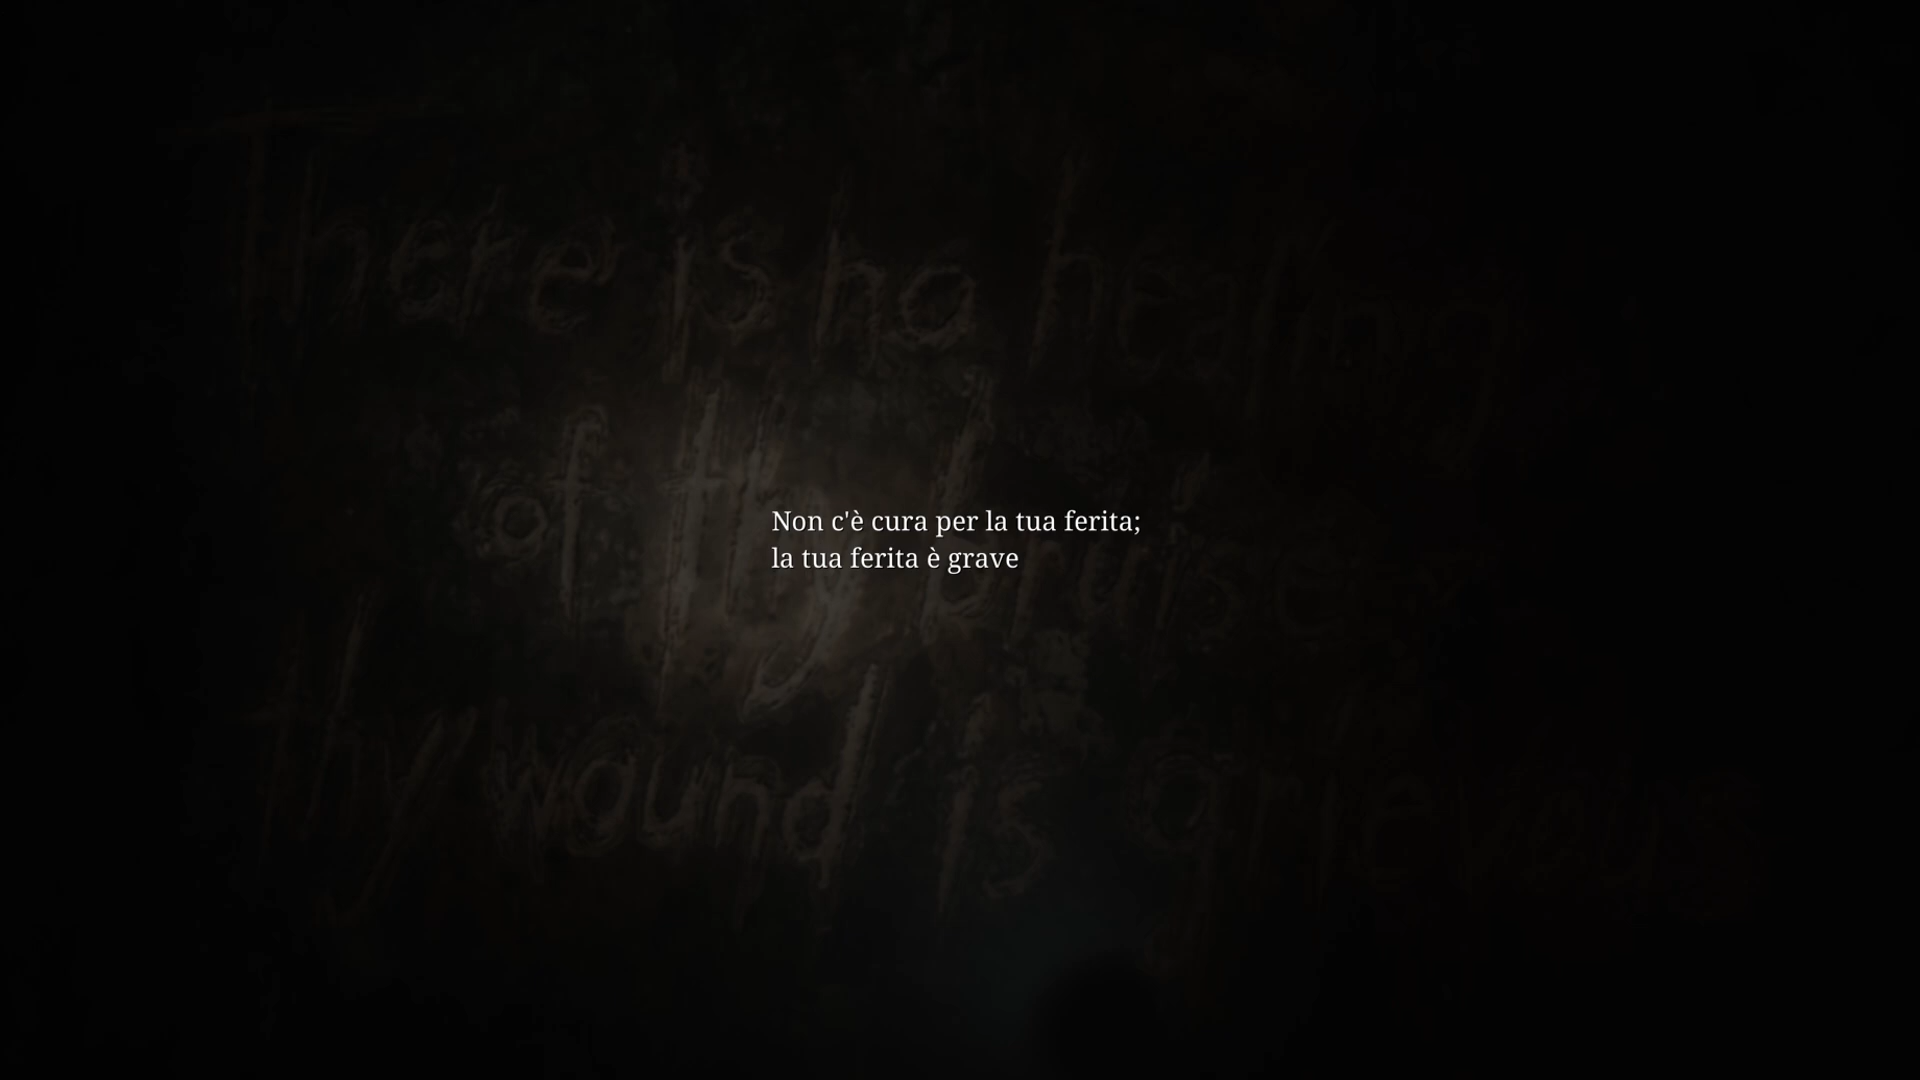 There is no healing
of thy bruise
thy wound is grievous
Non c'è cura per la tua ferita;
la tua ferita è grave